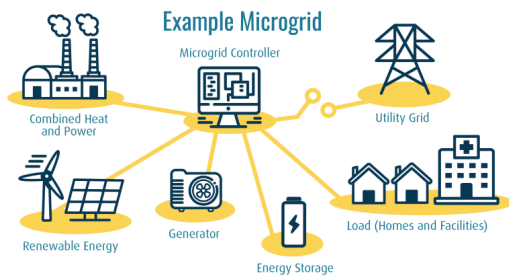 Example Microgrid
Microgrid Controller
Combined Heat
and Power
Utility Grid
Renewable Energy
Generator
Energy Storage
Load (Homes and Facilities)